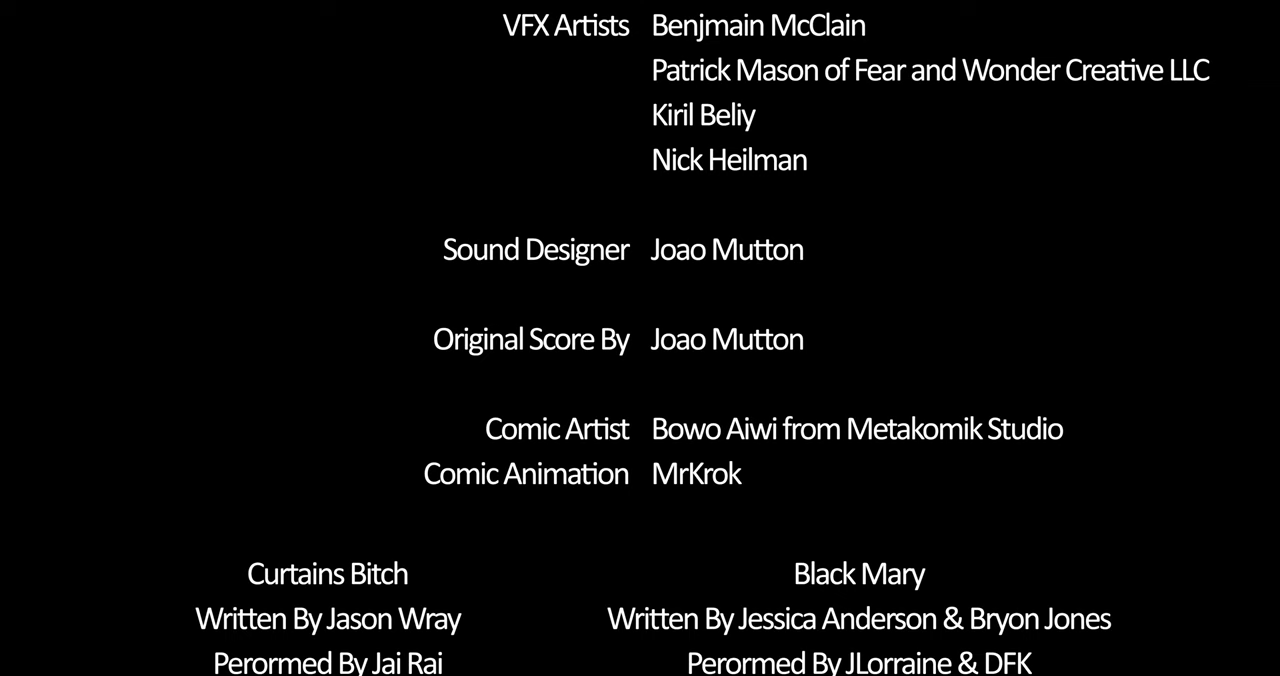 VFX Artists Benjmain McClain
Patrick Mason of Fear and Wonder Creative LLC
Kiril Beliy
Nick Heilman
Sound Designer Joao Mutton
Original Score By Joao Mutton
Comic Artist Bowo Aiwi from Metakomik Studio
Comic Animation MrKrok
Curtains Bitch
Written By Jason Wray
Perormed By Jai Rai
Black Mary
Written By Jessica Anderson & Bryon Jones
Perormed By JLorraine & DFK